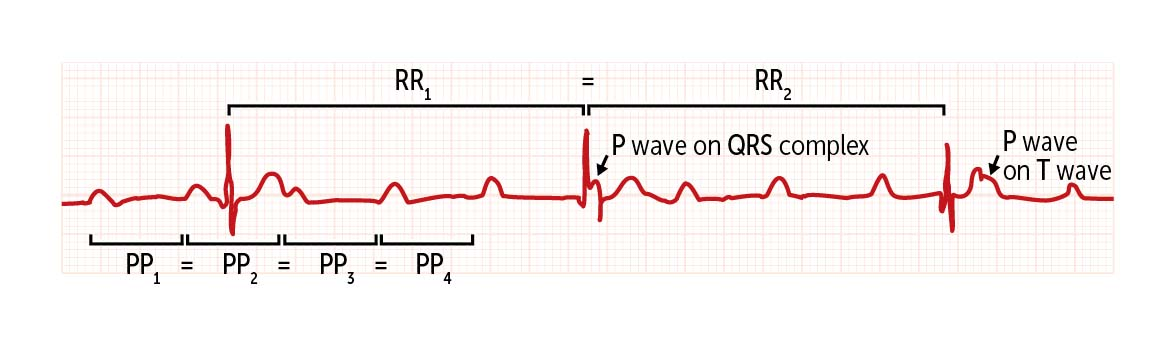 RR1 = RR2
P wave on QRS complex
P wave
on T wave
PP1 = PP2 = PP3 = PP4